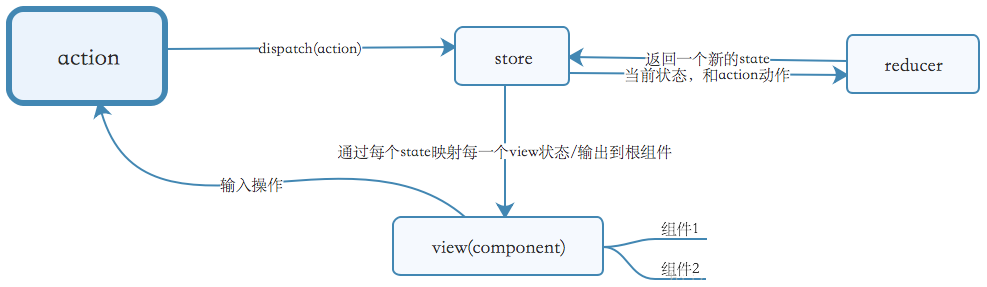 action
dispatch(action)
store
返回一个新的state
当前状态，和action动作
reducer
通过每个state映射每一个view状态/输出到根组件
输入操作
view(component)
组件1
组件2